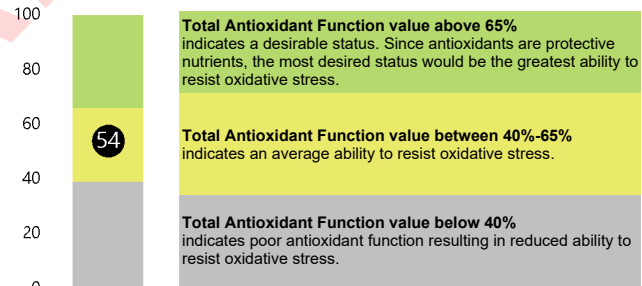 100
Total Antioxidant Function value above 65%
indicates a desirable status. Since antioxidants are protective
nutrients, the most desired status would be the greatest ability to
resist oxidative stress.
80
60
54
Total Antioxidant Function value between 40%-65%
indicates an average ability to resist oxidative stress.
40
Total Antioxidant Function value below 40%
indicates poor antioxidant function resulting in reduced ability to
resist oxidative stress.
20
0